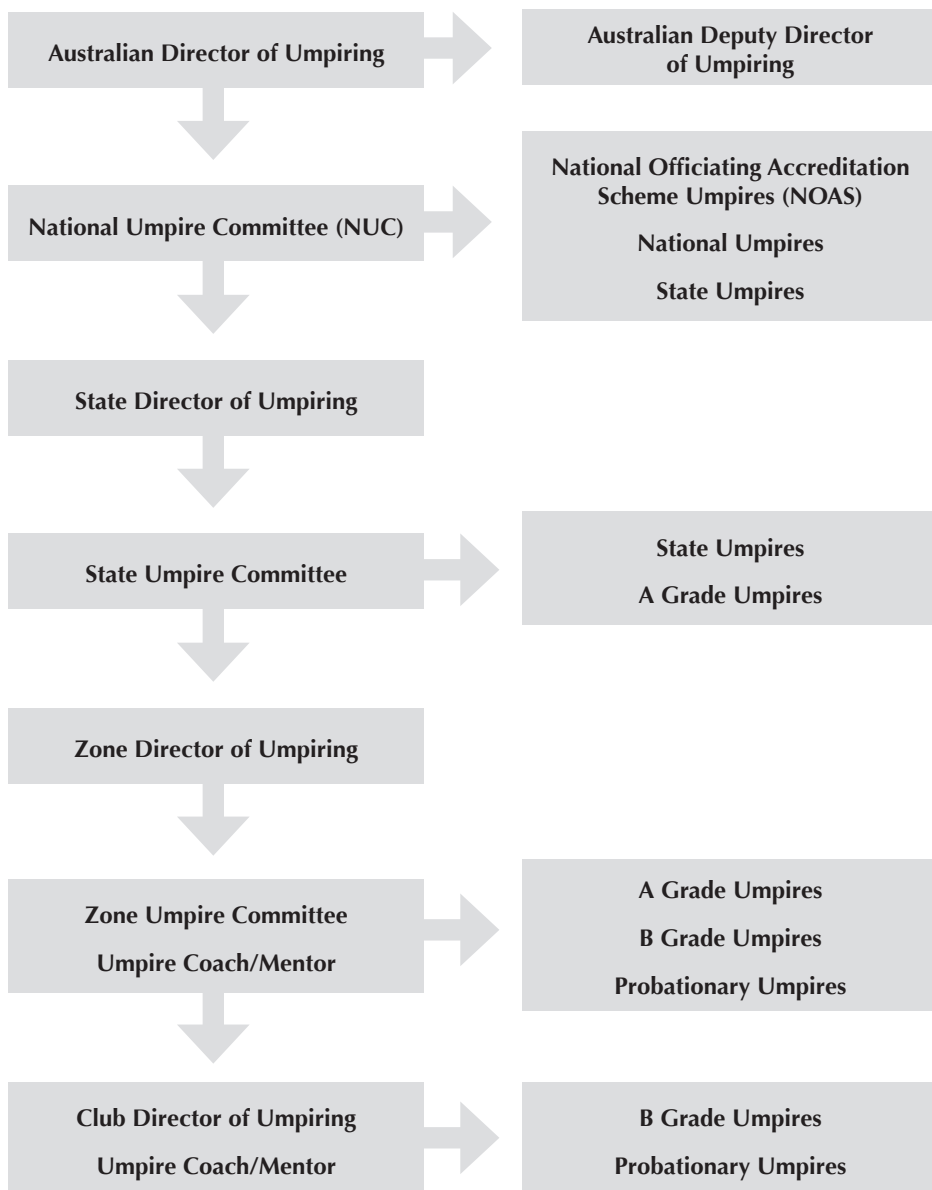 Australian Director of Umpiring
Australian Deputy Director
of Umpiring
National Umpire Committee (NUC)
National Officiating Accreditation
Scheme Umpires (NOAS)
National Umpires
State Umpires
State Director of Umpiring
State Umpire Committee
State Umpires
A Grade Umpires
Zone Director of Umpiring
Zone Umpire Committee
Umpire Coach/Mentor
A Grade Umpires
B Grade Umpires
Probationary Umpires
Club Director of Umpiring
Umpire Coach/Mentor
B Grade Umpires
Probationary Umpires